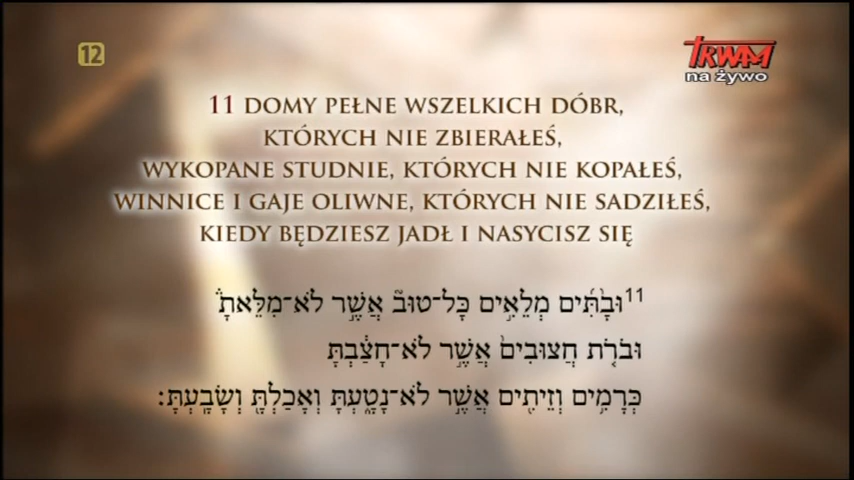 12
TRWAM
na żywo
11 DOMY PEŁNE WSZELKICH DÓBR,
KTÓRYCH NIE ZBIERAŁEŚ,
WYKOPANE STUDNIE, KTÓRYCH NIE KOPAŁEŚ,
WINNICE I GAJE OLIWNE, KTÓRYCH NIE SADZIŁEŚ,
KIEDY BĘDZIESZ JADŁ I NASYCISZ SIĘ
11 וּבָ֨תִּ֜ים מְלֵאִ֣ים כָּל־טוּב֮ אֲשֶׁ֣ר לֹא־מִלֵּאתָ֒
וּבֹרֹ֤ת חֲצוּבִים֙ אֲשֶׁ֣ר לֹא־חָצַ֔בְתָּ
כְּרָמִ֥ים וְזֵיתִ֖ים אֲשֶׁ֣ר לֹא־נָטָ֑עְתָּ וְאָכַלְתָּ֖ וְשָׂבָֽעְתָּ׃